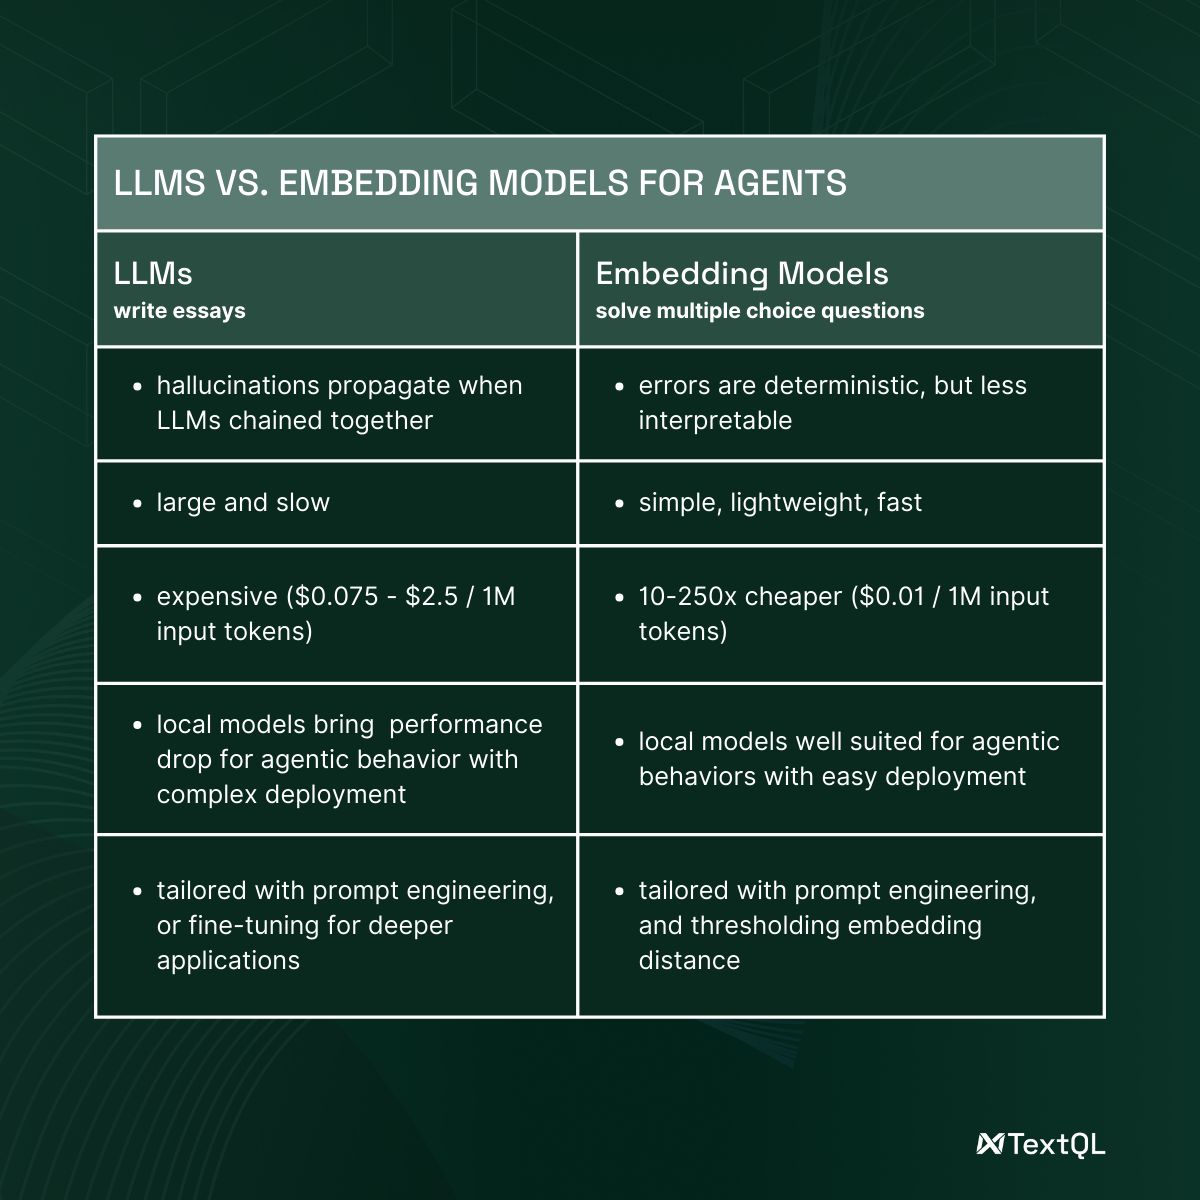 LLMS VS. EMBEDDING MODELS FOR AGENTS
LLMs
write essays
Embedding Models
solve multiple choice questions
• hallucinations propagate when
LLMs chained together
• errors are deterministic, but less
interpretable
• large and slow
• simple, lightweight, fast
• expensive ($0.075 - $2.5 / 1M
input tokens)
• 10-250x cheaper ($0.01 / 1M input
tokens)
• local models bring  performance
drop for agentic behavior with
complex deployment
• local models well suited for agentic
behaviors with easy deployment
• tailored with prompt engineering,
or fine-tuning for deeper
applications
• tailored with prompt engineering,
and thresholding embedding
distance
TextQL